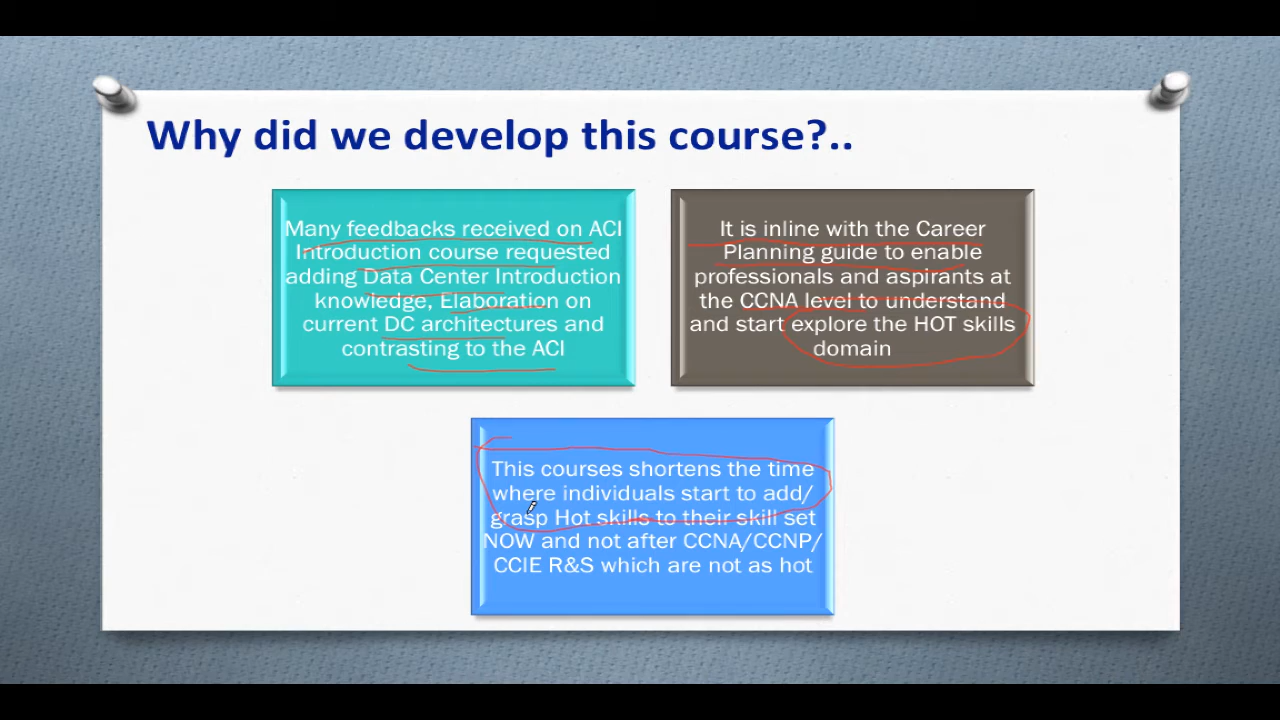 Why did we develop this course?..
Many feedbacks received on ACI
Introduction course requested
adding Data Center Introduction
knowledge, Elaboration on
current DC architectures and
contrasting to the ACI
It is inline with the Career
Planning guide to enable
professionals and aspirants at
the CCNA level to understand
and start explore the HOT skills
domain
This courses shortens the time
where individuals start to add/
grasp Hot skills to their skill set
NOW and not after CCNA/CCNP/
CCIE R&S which are not as hot